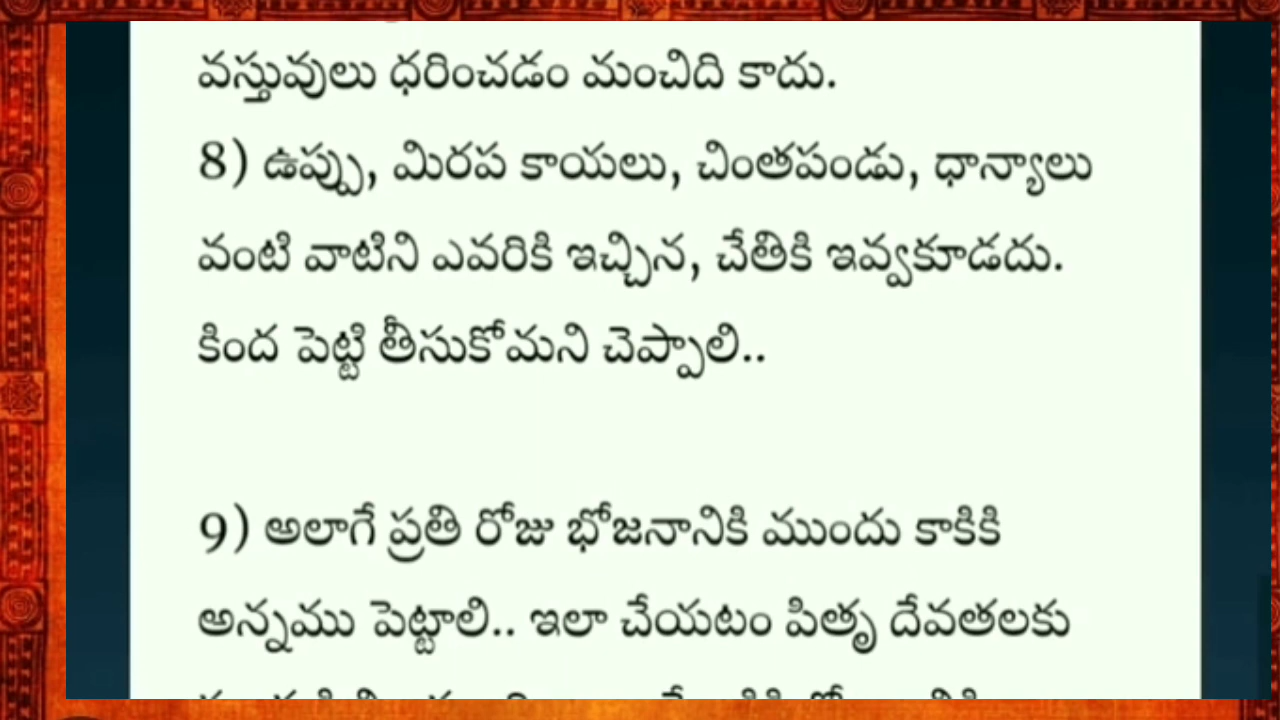 వస్తువులు ధరించడం మంచిది కాదు.
8) ఉప్పు, మిరప కాయలు, చింతపండు, ధాన్యాలు
వంటి వాటిని ఎవరికి ఇచ్చిన, చేతికి ఇవ్వకూడదు.
కింద పెట్టి తీసుకోమని చెప్పాలి..
9) అలాగే ప్రతి రోజు భోజనానికి ముందు కాకికి
అన్నము పెట్టాలి.. ఇలా చేయటం పితృ దేవతలకు